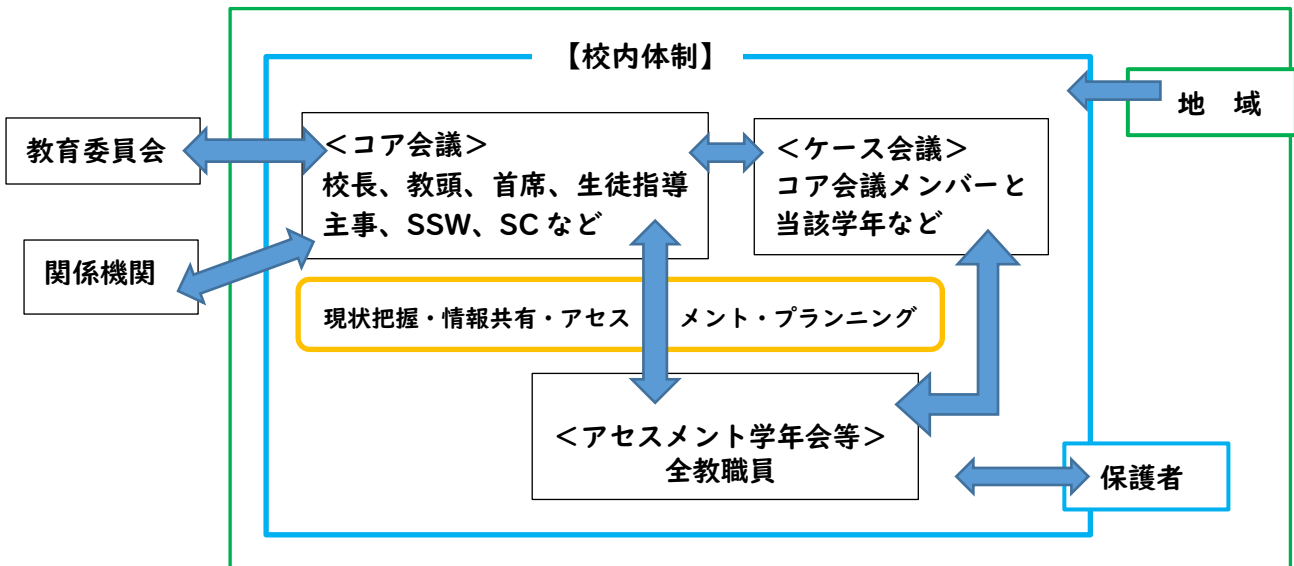 【校内体制】
地　域
教育委員会
＜コア会議＞
校長、教頭、首席、生徒指導
主事、SSW、SC など
＜ケース会議＞
コア会議メンバーと
当該学年など
関係機関
現状把握・情報共有・アセス　メント・プランニング
＜アセスメント学年会等＞
全教職員
保護者